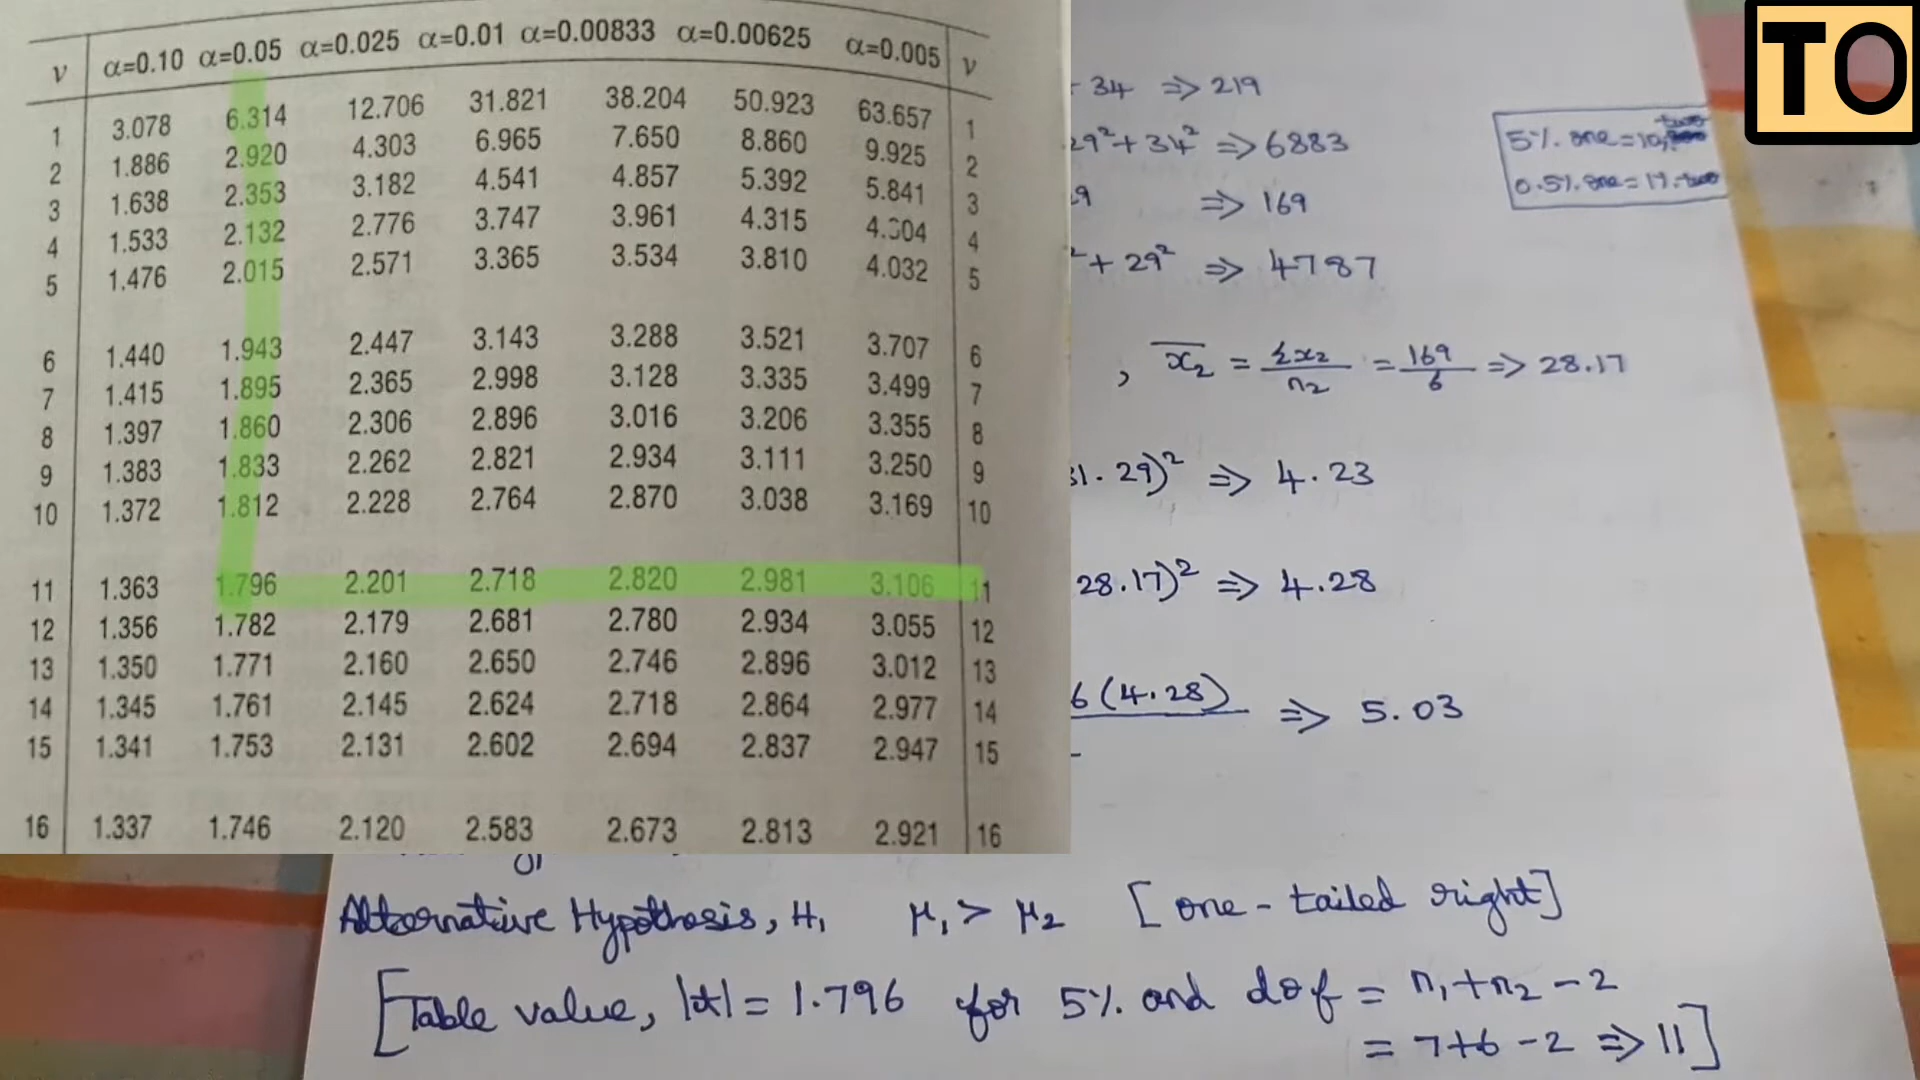 ν α=0.10 α=0.05 α=0.025 α=0.01 α=0.00833 α=0.00625 α=0.005 ν
1 3.078 6.314 12.706 31.821 38.204 50.923 63.657 1
2 1.886 2.920 4.303 6.965 7.650 8.860 9.925 2
3 1.638 2.353 3.182 4.541 4.857 5.392 5.841 3
4 1.533 2.132 2.776 3.747 3.961 4.315 4.604 4
5 1.476 2.015 2.571 3.365 3.534 3.810 4.032 5
6 1.440 1.943 2.447 3.143 3.288 3.521 3.707 6
7 1.415 1.895 2.365 2.998 3.128 3.335 3.499 7
8 1.397 1.860 2.306 2.896 3.016 3.206 3.355 8
9 1.383 1.833 2.262 2.821 2.934 3.111 3.250 9
10 1.372 1.812 2.228 2.764 2.870 3.038 3.169 10
11 1.363 1.796 2.201 2.718 2.820 2.981 3.106 11
12 1.356 1.782 2.179 2.681 2.780 2.934 3.055 12
13 1.350 1.771 2.160 2.650 2.746 2.896 3.012 13
14 1.345 1.761 2.145 2.624 2.718 2.864 2.977 14
15 1.341 1.753 2.131 2.602 2.694 2.837 2.947 15
16 1.337 1.746 2.120 2.583 2.673 2.813 2.921 16
TO
34 => 219
29² + 34² => 6883
5%. one = 10, two
0.5%. one = 1%. two
9 => 169
² + 29² => 4787
, x̄₂ = Σx₂/n₂ = 169/6 => 28.17
31.29)² => 4.23
28.17)² => 4.28
6(4.28) => 5.03
Alternative Hypothesis, H₁ μ₁ > μ₂ [one-tailed right]
[Table value, |t| = 1.796 for 5% and dof = n₁+n₂-2
= 7+6-2 => 11]